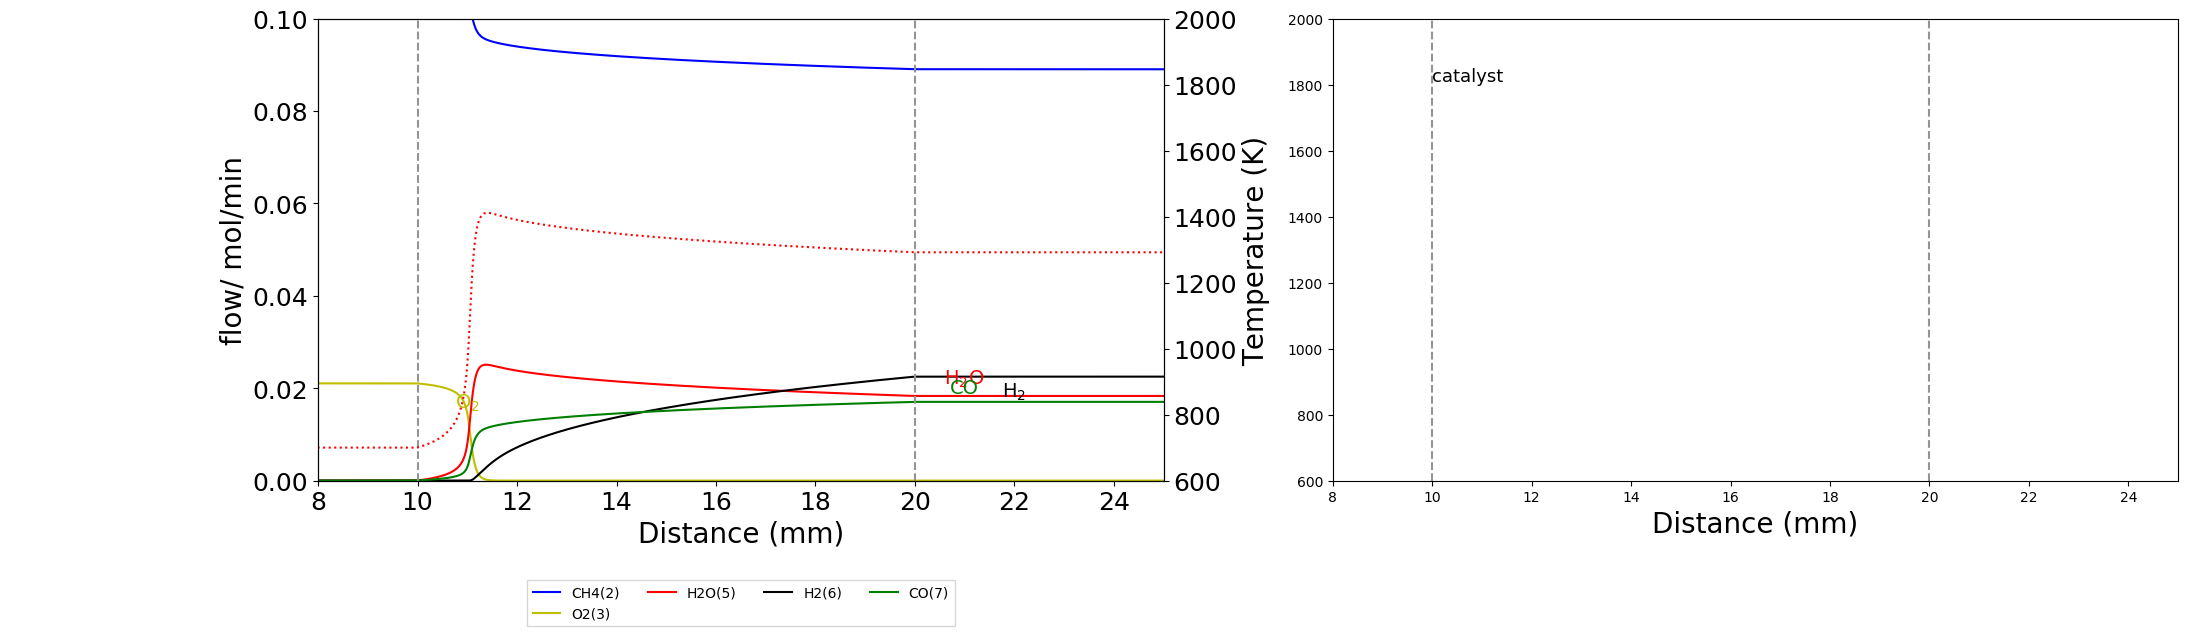 0.10
0.08
0.06
0.04
0.02
0.00
flow/ mol/min
8 10 12 14 16 18 20 22 24
Distance (mm)
2000
1800
1600
1400
1200
1000
800
600
Temperature (K)
O₂
H₂O
CO
H₂
CH4(2) H2O(5) H2(6) CO(7)
O2(3)
2000
1800
1600
1400
1200
1000
800
600
catalyst
8 10 12 14 16 18 20 22 24
Distance (mm)